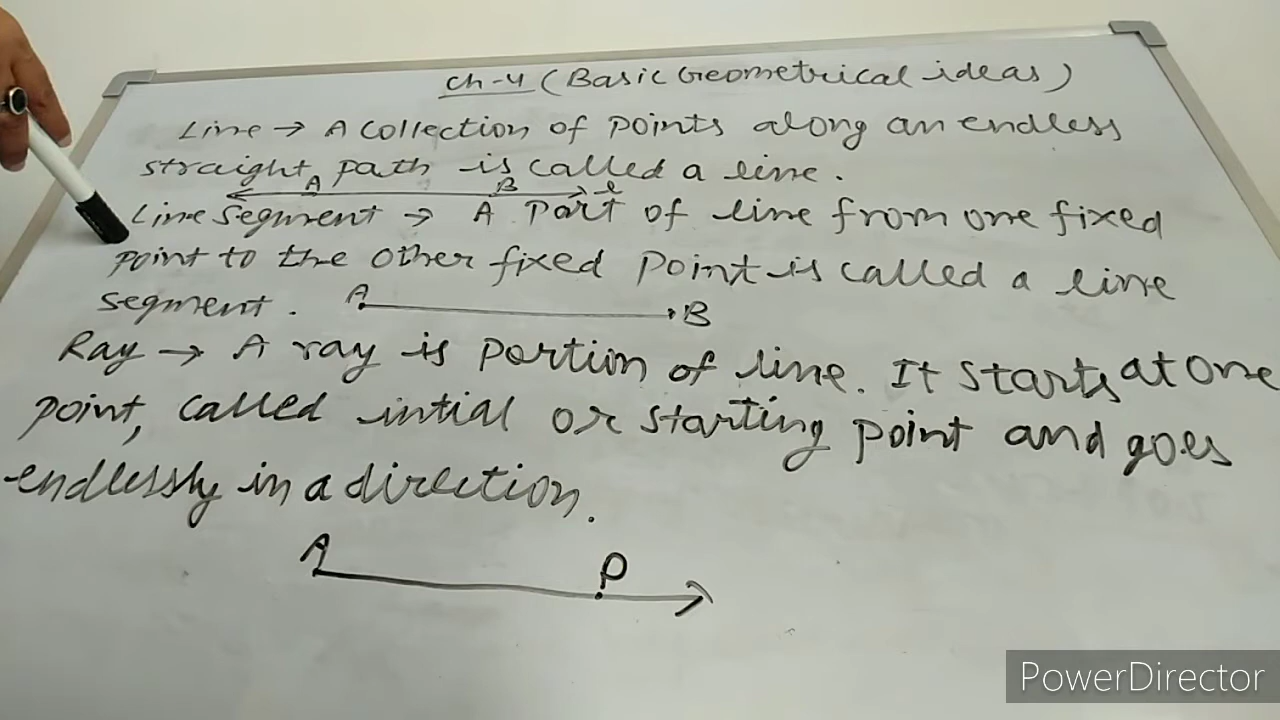 Ch-4 (Basic Geometrical ideas)
Line → A collection of points along an endless
straight path is called a line.
A B l
Line Segment → A Part of line from one fixed
point to the other fixed point is called a line
segment. A B
Ray → A ray is portion of line. It starts at one
point, called intial or starting point and goes
endlessly in a direction.
A P
PowerDirector